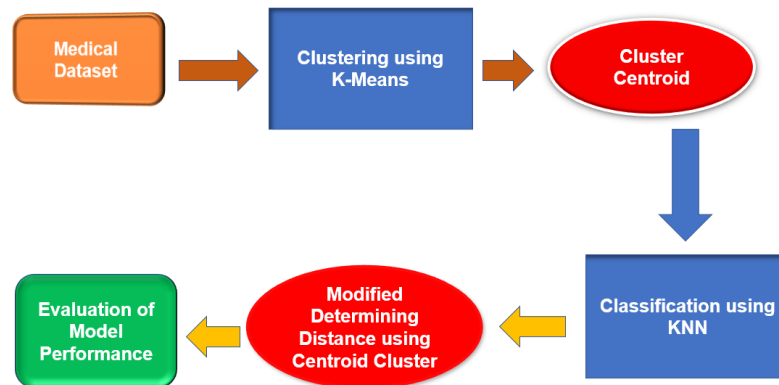 Medical
Dataset
Clustering using
K-Means
Cluster
Centroid
Classification using
KNN
Modified
Determining
Distance using
Centroid Cluster
Evaluation of
Model
Performance